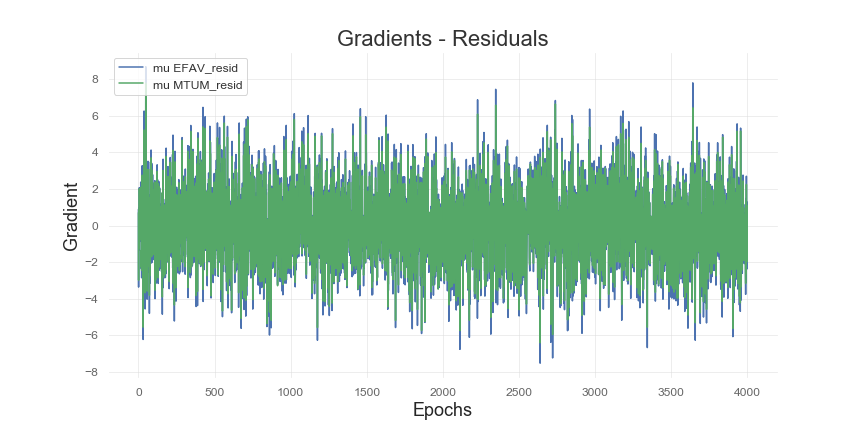 Gradients - Residuals
mu EFAV_resid
mu MTUM_resid
8
6
4
2
0
−2
−4
−6
−8
Gradient
0 500 1000 1500 2000 2500 3000 3500 4000
Epochs